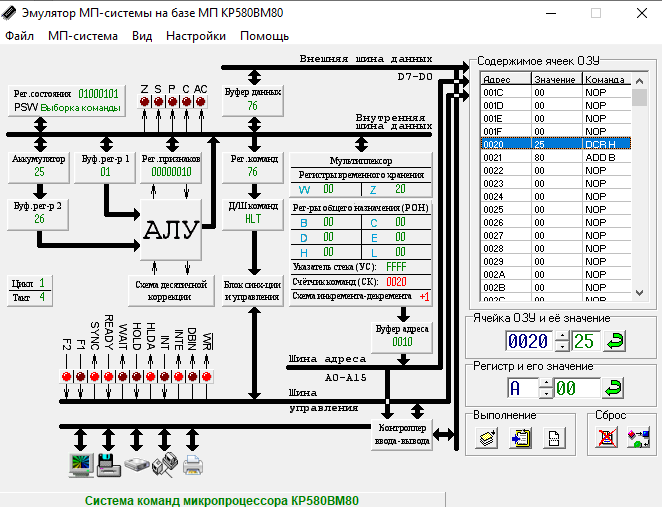 Эмулятор МП-системы на базе МП КР580ВМ80
Файл МП-система Вид Настройки Помощь
Внешняя шина данных
D7-D0
Рег.состояния 01000101
PSW Выборка команды
Z S P C AC
Буфер данных
76
Внутренняя
шина данных
Аккумулятор
25
Буф.рег-р 1
01
Рег.признаков
00000010
Рег.команд
76
Буф.рег-р 2
26
АЛУ
Д/Ш команд
HLT
Мультиплексор
Регистры временного хранения
W 00 Z 20
Рег-ры общего назначения (РОН)
B 00 C 00
D 00 E 00
H 00 L 00
Указатель стека (УС): FFFF
Счётчик команд (СК): 0020
Схема инкремента-декремента +1
Цикл 1
Такт 4
Схема десятичной
коррекции
Блок синх-ции
и управления
Буфер адреса
0010
F2 F1 SYNC READY WAIT HOLD HLDA INT INTE DBIN WR
Шина адреса
A0-A15
Шина
управления
Контроллер
ввода-вывода
Система команд микропроцессора КР580ВМ80
Содержимое ячеек ОЗУ
Адрес Значение Команда
001C 00 NOP
001D 00 NOP
001E 00 NOP
001F 00 NOP
0020 25 DCR H
0021 80 ADD B
0022 00 NOP
0023 00 NOP
0024 00 NOP
0025 00 NOP
0026 00 NOP
0027 00 NOP
0028 00 NOP
0029 00 NOP
002A 00 NOP
002B 00 NOP
002C 00 NOP
Ячейка ОЗУ и её значение
0020 25
Регистр и его значение
A 00
Выполнение
Сброс